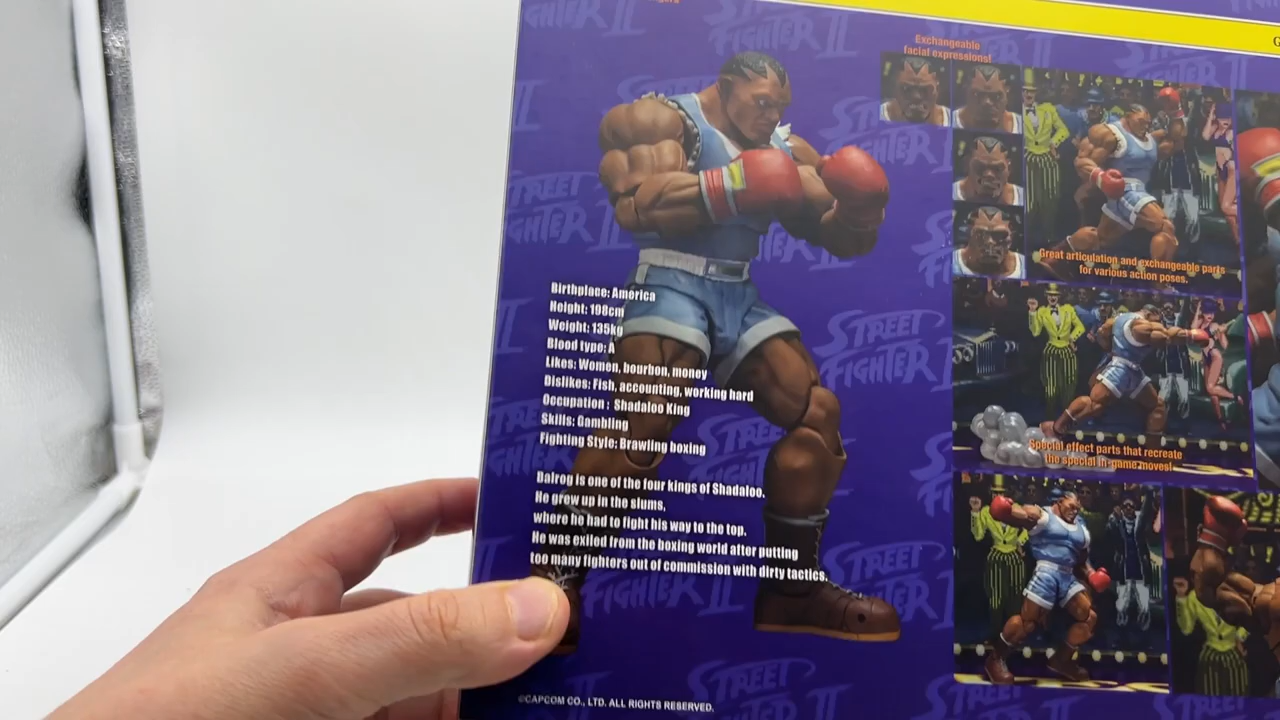 STREET
FIGHTER II
Exchangeable
facial expressions!
Great articulation and exchangeable parts
for various action poses.
Special effect parts that recreate
the special in-game moves!
Birthplace: America
Height: 198cm
Weight: 135kg
Blood type: A
Likes: Women, bourbon, money
Dislikes: Fish, accounting, working hard
Occupation : Shadaloo King
Skills: Gambling
Fighting Style: Brawling boxing
Balrog is one of the four kings of Shadaloo.
He grew up in the slums,
where he had to fight his way to the top.
He was exiled from the boxing world after putting
too many fighters out of commission with dirty tactics.
©CAPCOM CO., LTD. ALL RIGHTS RESERVED.